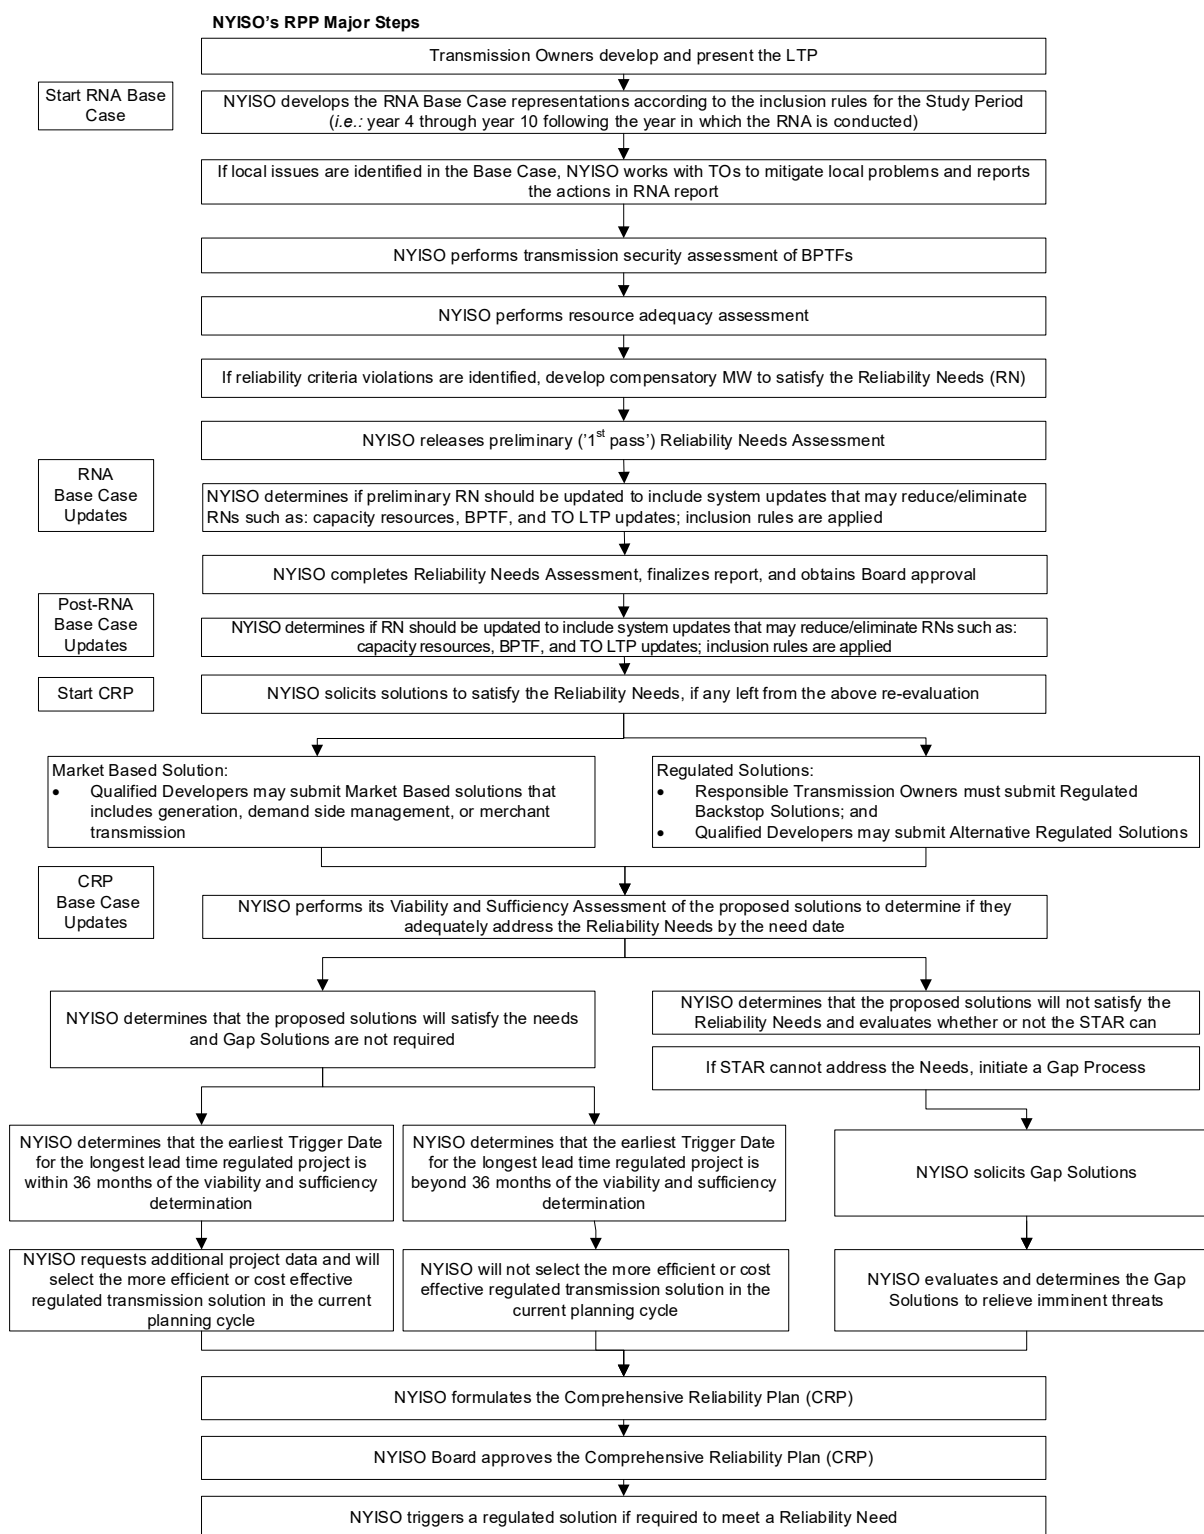 NYISO's RPP Major Steps
Transmission Owners develop and present the LTP
Start RNA Base
Case
NYISO develops the RNA Base Case representations according to the inclusion rules for the Study Period
(i.e.: year 4 through year 10 following the year in which the RNA is conducted)
If local issues are identified in the Base Case, NYISO works with TOs to mitigate local problems and reports
the actions in RNA report
NYISO performs transmission security assessment of BPTFs
NYISO performs resource adequacy assessment
If reliability criteria violations are identified, develop compensatory MW to satisfy the Reliability Needs (RN)
NYISO releases preliminary ('1st pass') Reliability Needs Assessment
RNA
Base Case
Updates
NYISO determines if preliminary RN should be updated to include system updates that may reduce/eliminate
RNs such as: capacity resources, BPTF, and TO LTP updates; inclusion rules are applied
NYISO completes Reliability Needs Assessment, finalizes report, and obtains Board approval
Post-RNA
Base Case
Updates
NYISO determines if RN should be updated to include system updates that may reduce/eliminate RNs such as:
capacity resources, BPTF, and TO LTP updates; inclusion rules are applied
Start CRP
NYISO solicits solutions to satisfy the Reliability Needs, if any left from the above re-evaluation
Market Based Solution:
• Qualified Developers may submit Market Based solutions that
includes generation, demand side management, or merchant
transmission
Regulated Solutions:
• Responsible Transmission Owners must submit Regulated
Backstop Solutions; and
• Qualified Developers may submit Alternative Regulated Solutions
CRP
Base Case
Updates
NYISO performs its Viability and Sufficiency Assessment of the proposed solutions to determine if they
adequately address the Reliability Needs by the need date
NYISO determines that the proposed solutions will satisfy the needs
and Gap Solutions are not required
NYISO determines that the proposed solutions will not satisfy the
Reliability Needs and evaluates whether or not the STAR can
If STAR cannot address the Needs, initiate a Gap Process
NYISO determines that the earliest Trigger Date
for the longest lead time regulated project is
within 36 months of the viability and sufficiency
determination
NYISO determines that the earliest Trigger Date
for the longest lead time regulated project is
beyond 36 months of the viability and sufficiency
determination
NYISO solicits Gap Solutions
NYISO requests additional project data and will
select the more efficient or cost effective
regulated transmission solution in the current
planning cycle
NYISO will not select the more efficient or cost
effective regulated transmission solution in the
current planning cycle
NYISO evaluates and determines the Gap
Solutions to relieve imminent threats
NYISO formulates the Comprehensive Reliability Plan (CRP)
NYISO Board approves the Comprehensive Reliability Plan (CRP)
NYISO triggers a regulated solution if required to meet a Reliability Need